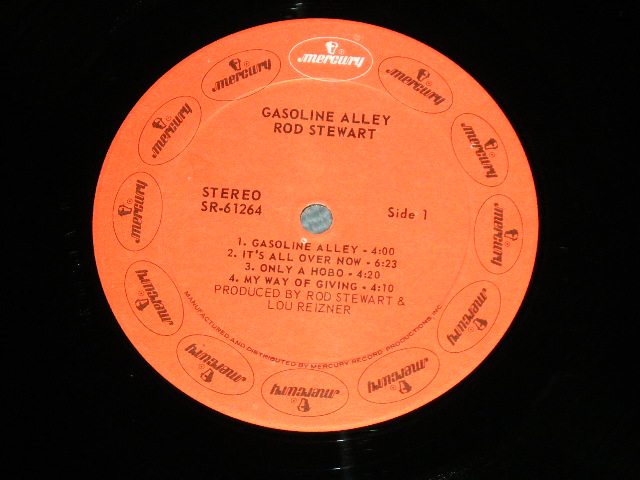 mercury
GASOLINE ALLEY
ROD STEWART
STEREO
SR-61264
Side 1
1. GASOLINE ALLEY - 4:00
2. IT'S ALL OVER NOW - 6:23
3. ONLY A HOBO - 4:20
4. MY WAY OF GIVING - 4:10
PRODUCED BY ROD STEWART &
LOU REIZNER
MANUFACTURED AND DISTRIBUTED BY MERCURY RECORD PRODUCTIONS, INC.
mercury
mercury
mercury
mercury
mercury
mercury
mercury
mercury
mercury
mercury
mercury